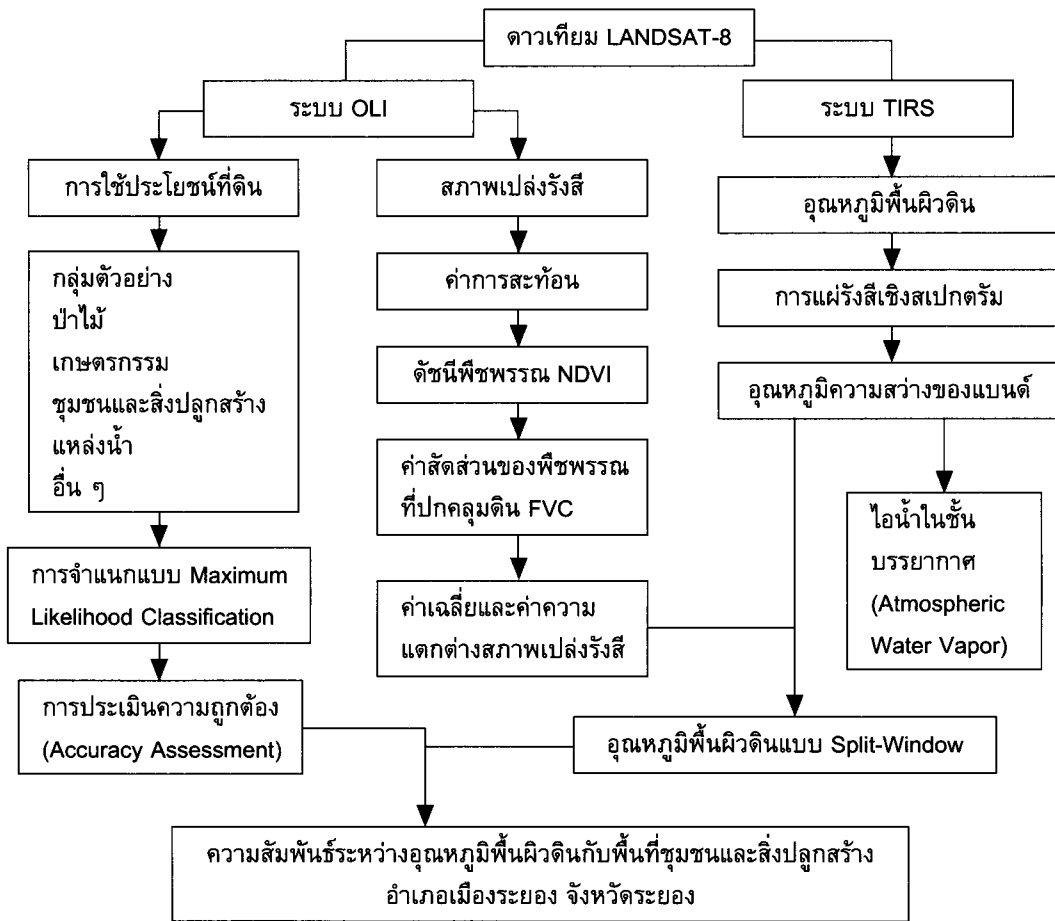 ดาวเทียม LANDSAT-8
ระบบ OLI
ระบบ TIRS
การใช้ประโยชน์ที่ดิน
สภาพเปล่งรังสี
อุณหภูมิพื้นผิวดิน
กลุ่มตัวอย่าง
ป่าไม้
เกษตรกรรม
ชุมชนและสิ่งปลูกสร้าง
แหล่งน้ำ
อื่น ๆ
ค่าการสะท้อน
การแผ่รังสีเชิงสเปกตรัม
ดัชนีพืชพรรณ NDVI
อุณหภูมิความสว่างของแบนด์
ค่าสัดส่วนของพืชพรรณ
ที่ปกคลุมดิน FVC
ไอน้ำในชั้น
บรรยากาศ
(Atmospheric
Water Vapor)
การจำแนกแบบ Maximum
Likelihood Classification
ค่าเฉลี่ยและค่าความ
แตกต่างสภาพเปล่งรังสี
การประเมินความถูกต้อง
(Accuracy Assessment)
อุณหภูมิพื้นผิวดินแบบ Split-Window
ความสัมพันธ์ระหว่างอุณหภูมิพื้นผิวดินกับพื้นที่ชุมชนและสิ่งปลูกสร้าง
อำเภอเมืองระยอง จังหวัดระยอง